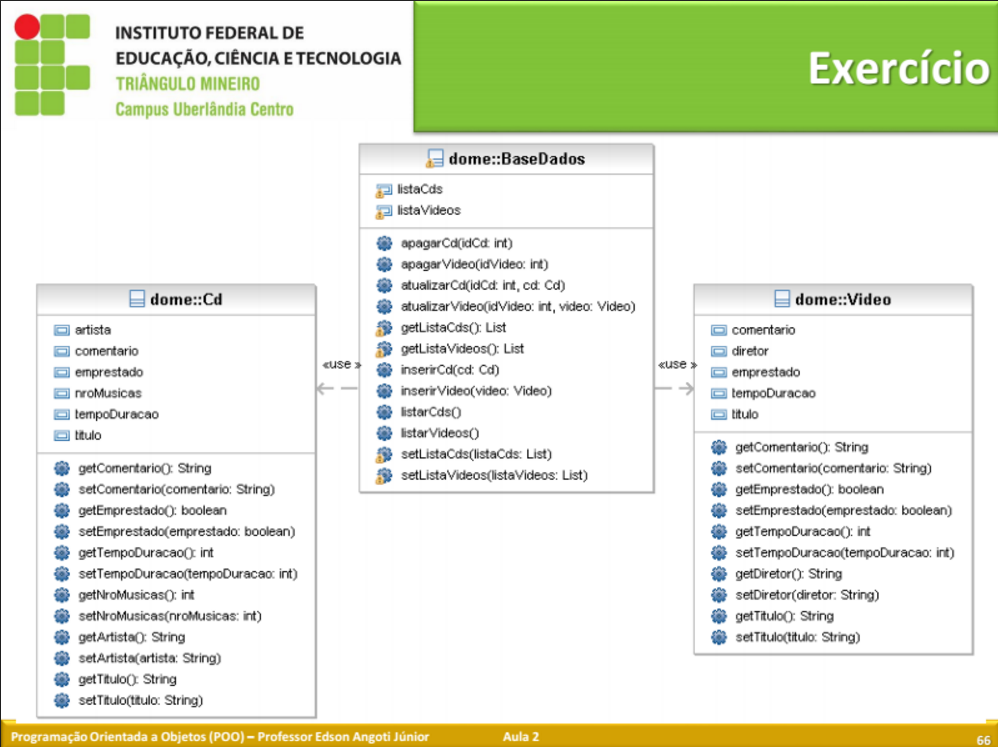 INSTITUTO FEDERAL DE
EDUCAÇÃO, CIÊNCIA E TECNOLOGIA
TRIÂNGULO MINEIRO
Campus Uberlândia Centro
Exercício
dome::BaseDados
listaCds
listaVideos
apagarCd(idCd: int)
apagarVideo(idVideo: int)
atualizarCd(idCd: int, cd: Cd)
atualizarVideo(idVideo: int, video: Video)
getListaCds(): List
getListaVideos(): List
inserirCd(cd: Cd)
inserirVideo(video: Video)
listarCds()
listarVideos()
setListaCds(listaCds: List)
setListaVideos(listaVideos: List)
«use »
«use »
dome::Cd
artista
comentario
emprestado
nroMusicas
tempoDuracao
titulo
getComentario(): String
setComentario(comentario: String)
getEmprestado(): boolean
setEmprestado(emprestado: boolean)
getTempoDuracao(): int
setTempoDuracao(tempoDuracao: int)
getNroMusicas(): int
setNroMusicas(nroMusicas: int)
getArtista(): String
setArtista(artista: String)
getTitulo(): String
setTitulo(titulo: String)
dome::Video
comentario
diretor
emprestado
tempoDuracao
titulo
getComentario(): String
setComentario(comentario: String)
getEmprestado(): boolean
setEmprestado(emprestado: boolean)
getTempoDuracao(): int
setTempoDuracao(tempoDuracao: int)
getDiretor(): String
setDiretor(diretor: String)
getTitulo(): String
setTitulo(titulo: String)
Programação Orientada a Objetos (POO) – Professor Edson Angoti Júnior
Aula 2
66